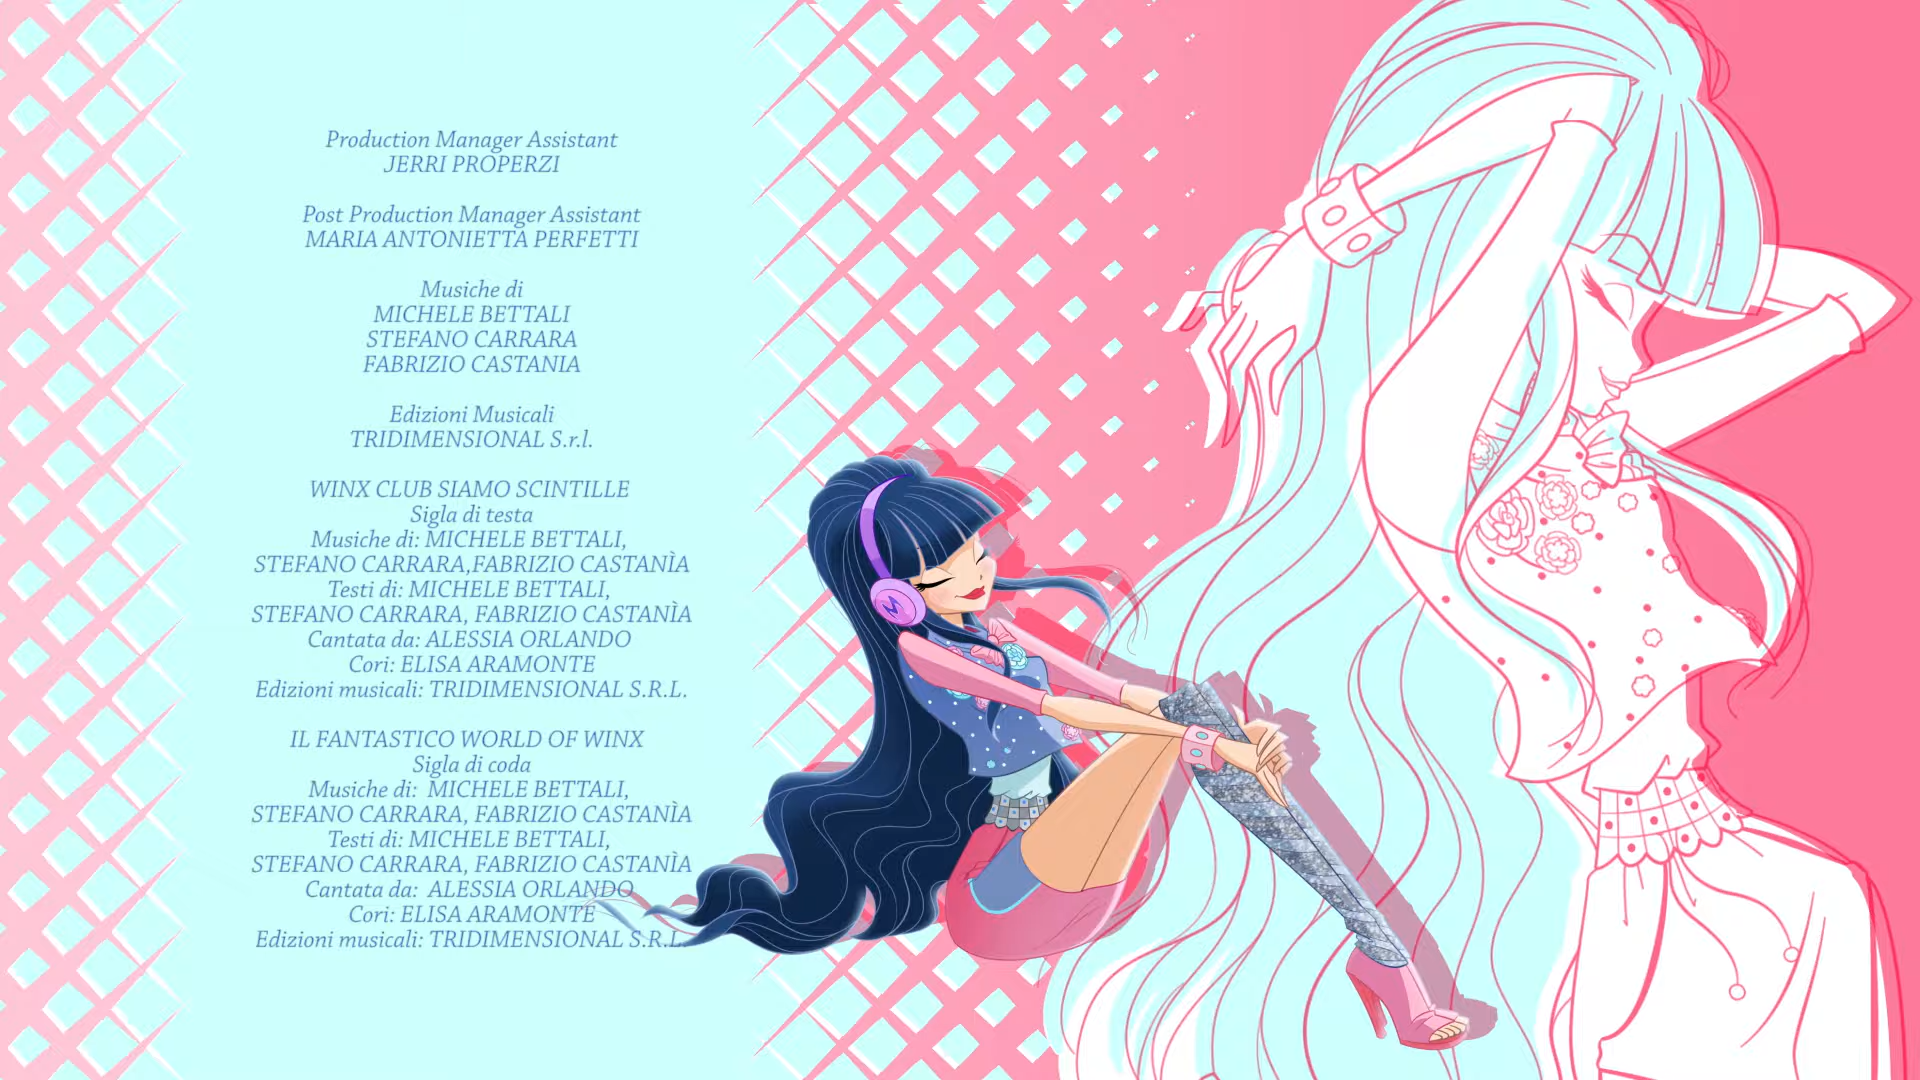 Production Manager Assistant
JERRI PROPERZI
Post Production Manager Assistant
MARIA ANTONIETTA PERFETTI
Musiche di
MICHELE BETTALI
STEFANO CARRARA
FABRIZIO CASTANIA
Edizioni Musicali
TRIDIMENSIONAL S.r.l.
WINX CLUB SIAMO SCINTILLE
Sigla di testa
Musiche di: MICHELE BETTALI,
STEFANO CARRARA,FABRIZIO CASTANÌA
Testi di: MICHELE BETTALI,
STEFANO CARRARA, FABRIZIO CASTANÌA
Cantata da: ALESSIA ORLANDO
Cori: ELISA ARAMONTE
Edizioni musicali: TRIDIMENSIONAL S.R.L.
IL FANTASTICO WORLD OF WINX
Sigla di coda
Musiche di:  MICHELE BETTALI,
STEFANO CARRARA, FABRIZIO CASTANÌA
Testi di: MICHELE BETTALI,
STEFANO CARRARA, FABRIZIO CASTANÌA
Cantata da:  ALESSIA ORLANDO
Cori: ELISA ARAMONTE
Edizioni musicali: TRIDIMENSIONAL S.R.L.
M